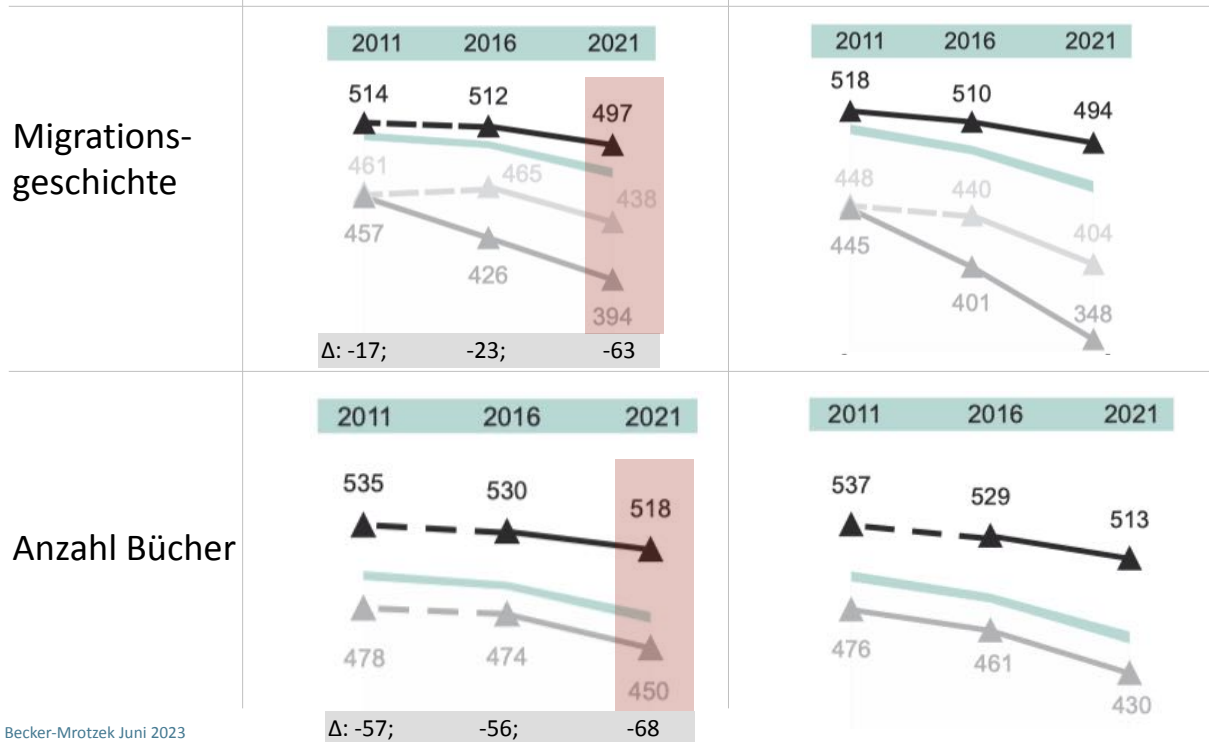 Migrations-
geschichte
2011 2016 2021
514 512 497
461 465 438
457 426 394
Δ: -17; -23; -63
2011 2016 2021
518 510 494
448 440 404
445 401 348
Anzahl Bücher
2011 2016 2021
535 530 518
478 474 450
Δ: -57; -56; -68
2011 2016 2021
537 529 513
476 461 430
Becker-Mrotzek Juni 2023